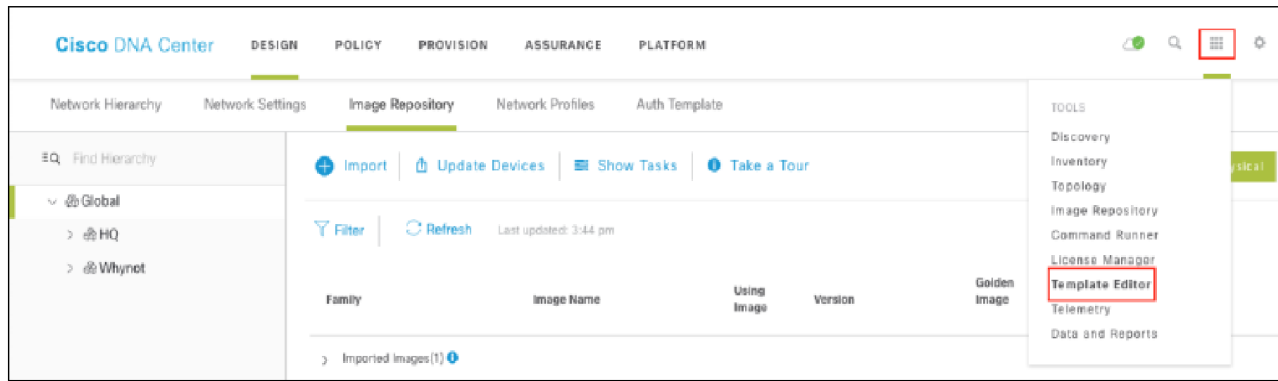 Cisco DNA Center DESIGN POLICY PROVISION ASSURANCE PLATFORM
Network Hierarchy Network Settings Image Repository Network Profiles Auth Template
TOOLS
Discovery
Inventory
Topology
Image Repository
Command Runner
License Manager
Template Editor
Telemetry
Data and Reports
Find Hierarchy
Global
HQ
Whynot
Import Update Devices Show Tasks Take a Tour
ysical
Filter Refresh Last updated: 3:44 pm
Family Image Name Using Image Version Golden Image
Imported Images(1)